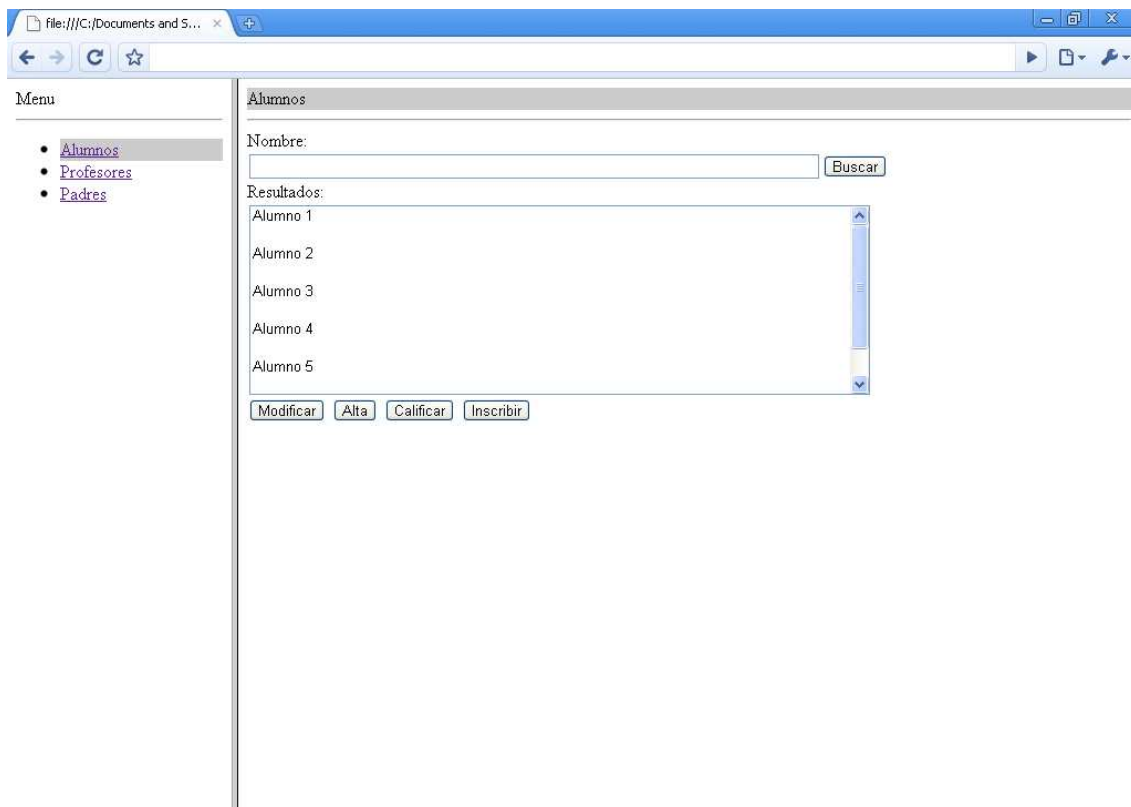 file:///C:/Documents and S...
Menu
Alumnos
Profesores
Padres
Alumnos
Nombre:
Buscar
Resultados:
Alumno 1
Alumno 2
Alumno 3
Alumno 4
Alumno 5
Modificar Alta Calificar Inscribir